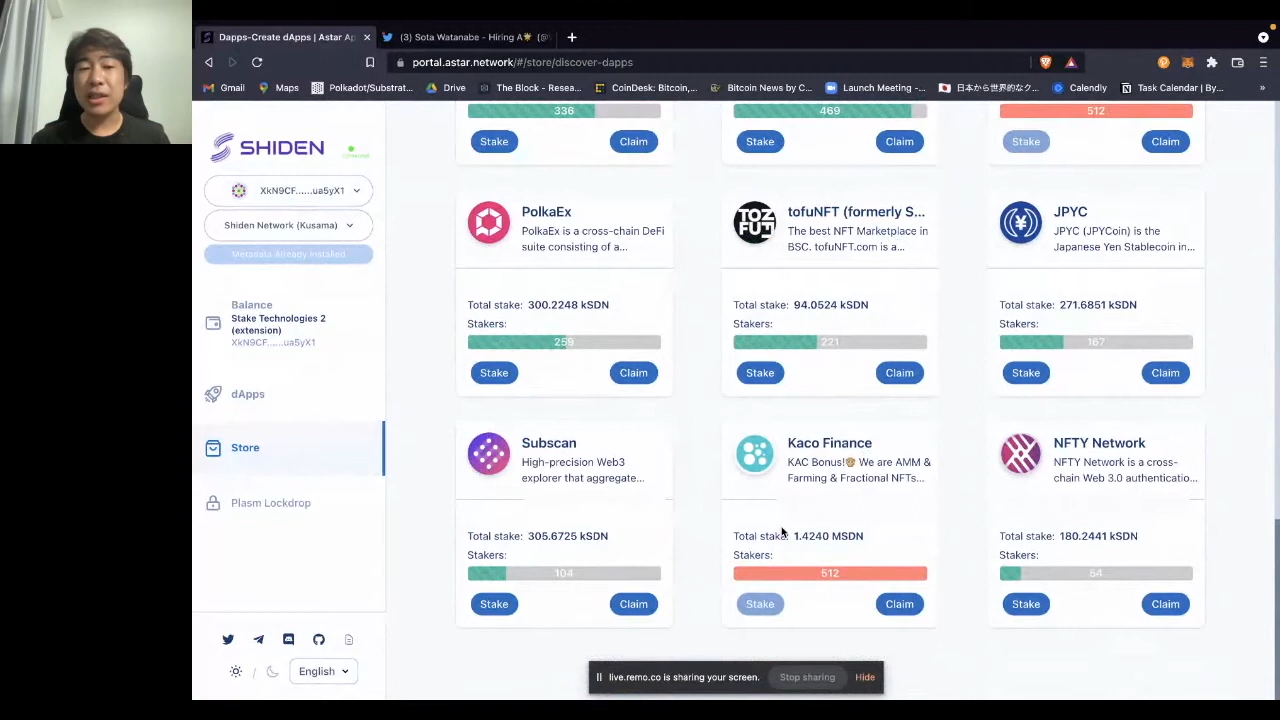 Dapps-Create dApps | Astar Ap
(3) Sota Watanabe - Hiring A
portal.astar.network/#/store/discover-dapps
Gmail
Maps
Polkadot/Substrat...
Drive
The Block - Resea...
CoinDesk: Bitcoin,...
Bitcoin News by C...
Launch Meeting -...
日本から世界的なク...
Calendly
Task Calendar | By...
SHIDEN
XkN9CF......ua5yX1
Shiden Network (Kusama)
Metadata Already Installed
Balance
Stake Technologies 2
(extension)
XkN9CF......ua5yX1
dApps
Store
Plasm Lockdrop
English
336
Stake Claim
469
Stake Claim
512
Stake Claim
PolkaEx
PolkaEx is a cross-chain DeFi
suite consisting of a...
Total stake: 300.2248 kSDN
Stakers:
259
Stake Claim
tofuNFT (formerly S...
The best NFT Marketplace in
BSC. tofuNFT.com is a...
Total stake: 94.0524 kSDN
Stakers:
221
Stake Claim
JPYC
JPYC (JPYCoin) is the
Japanese Yen Stablecoin in...
Total stake: 271.6851 kSDN
Stakers:
167
Stake Claim
Subscan
High-precision Web3
explorer that aggregate...
Total stake: 305.6725 kSDN
Stakers:
104
Stake Claim
Kaco Finance
KAC Bonus! We are AMM &
Farming & Fractional NFTs...
Total stake: 1.4240 MSDN
Stakers:
512
Stake Claim
NFTY Network
NFTY Network is a cross-
chain Web 3.0 authenticatio...
Total stake: 180.2441 kSDN
Stakers:
54
Stake Claim
live.remo.co is sharing your screen.
Stop sharing
Hide